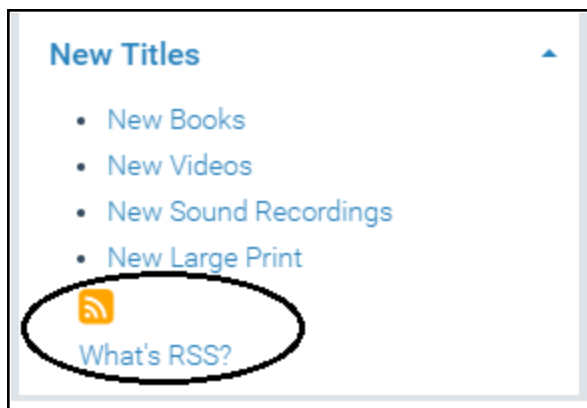 New Titles
New Books
New Videos
New Sound Recordings
New Large Print
What's RSS?